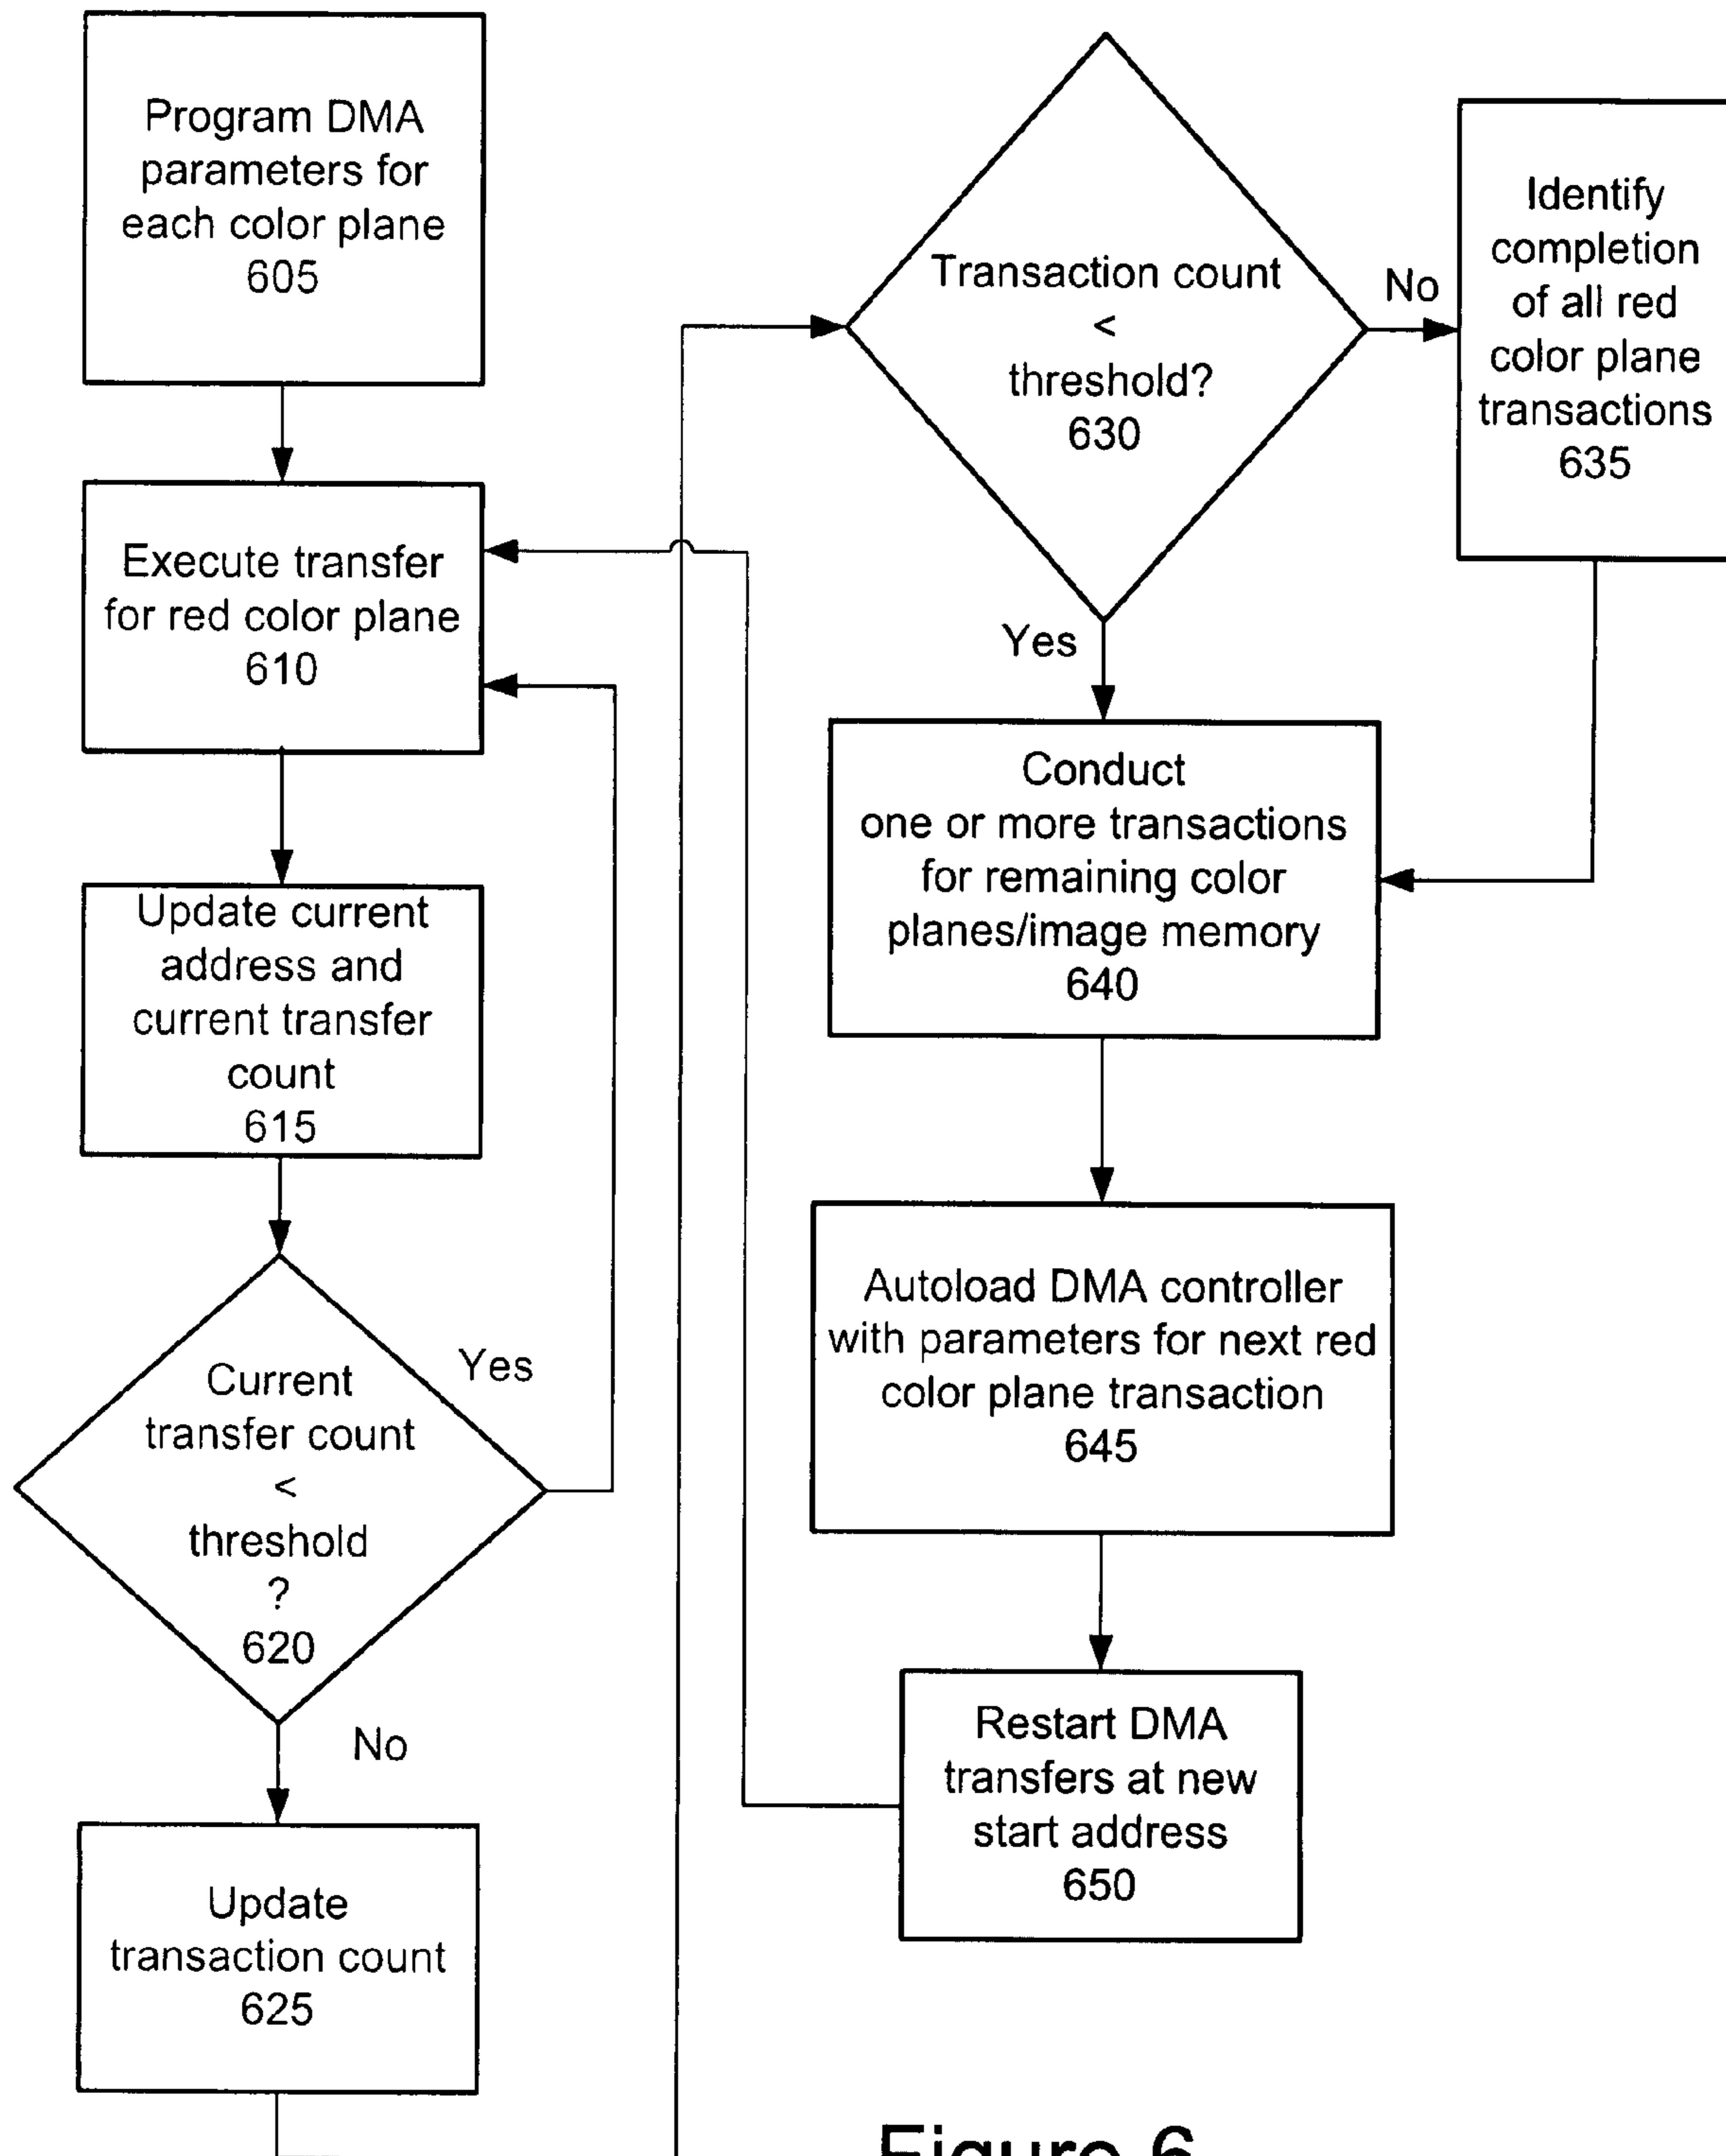 Program DMA
parameters for
each color plane
605
Execute transfer
for red color plane
610
Update current
address and
current transfer
count
615
Current
transfer count
<
threshold
?
620
Yes
No
Update
transaction count
625
Transaction count
<
threshold?
630
No
Yes
Identify
completion
of all red
color plane
transactions
635
Conduct
one or more transactions
for remaining color
planes/image memory
640
Autoload DMA controller
with parameters for next red
color plane transaction
645
Restart DMA
transfers at new
start address
650
Figure 6